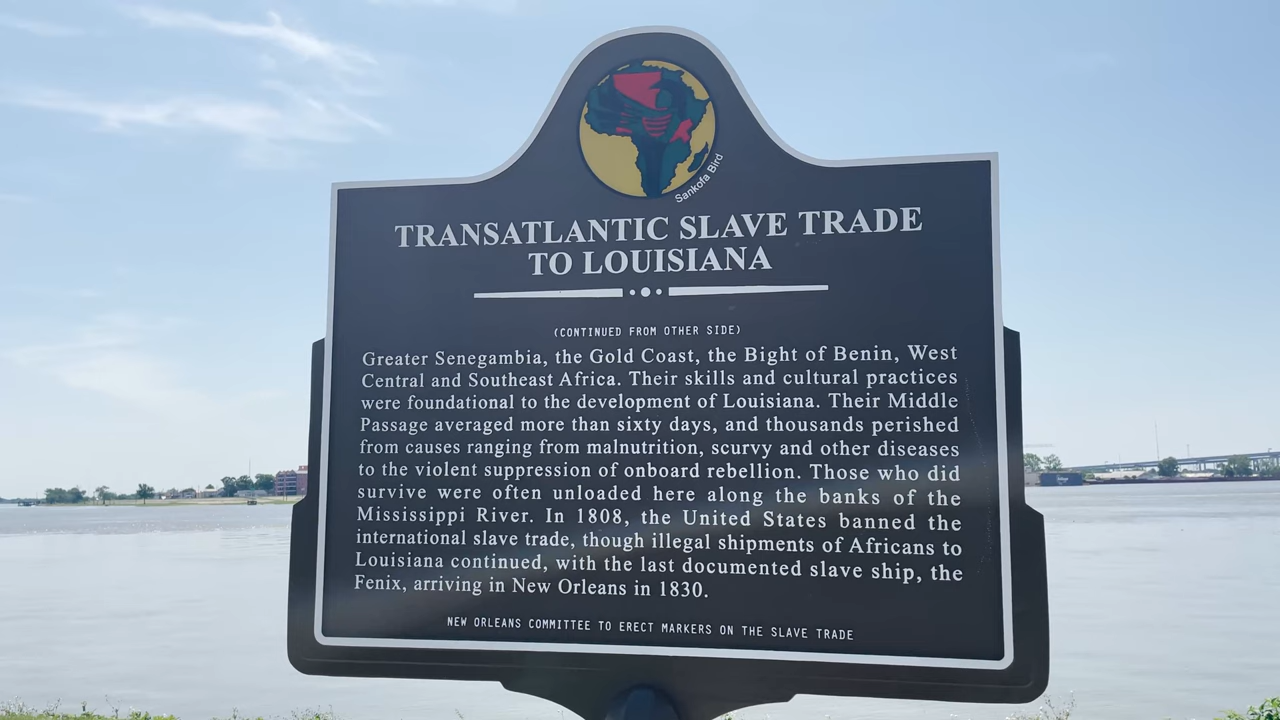 Sankofa Bird
TRANSATLANTIC SLAVE TRADE
TO LOUISIANA
(CONTINUED FROM OTHER SIDE)
Greater Senegambia, the Gold Coast, the Bight of Benin, West
Central and Southeast Africa. Their skills and cultural practices
were foundational to the development of Louisiana. Their Middle
Passage averaged more than sixty days, and thousands perished
from causes ranging from malnutrition, scurvy and other diseases
to the violent suppression of onboard rebellion. Those who did
survive were often unloaded here along the banks of the
Mississippi River. In 1808, the United States banned the
international slave trade, though illegal shipments of Africans to
Louisiana continued, with the last documented slave ship, the
Fenix, arriving in New Orleans in 1830.
NEW ORLEANS COMMITTEE TO ERECT MARKERS ON THE SLAVE TRADE